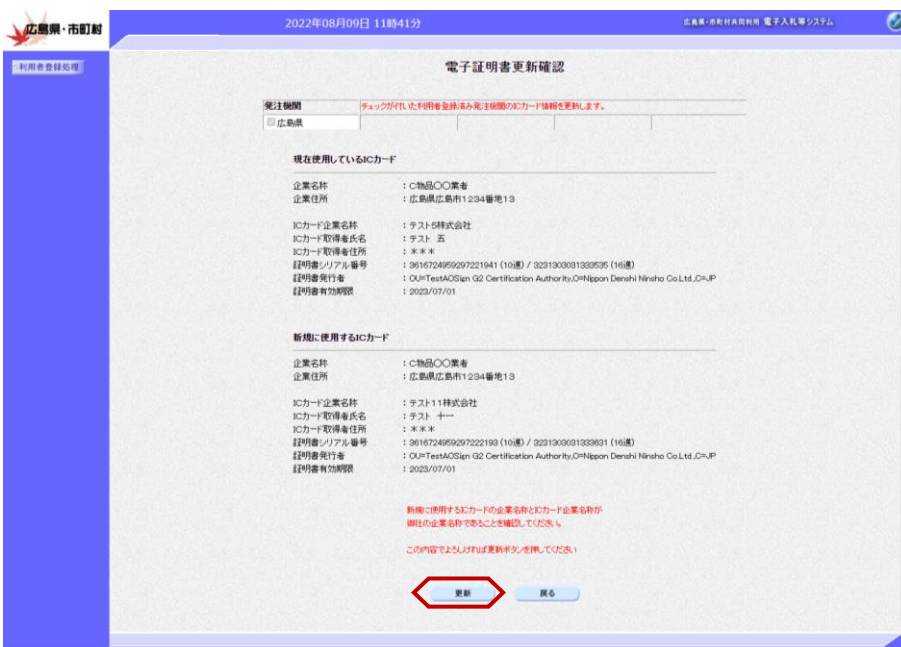 広島県・市町村
2022年08月09日 11時41分
広島県・市町村共同利用 電子入札等システム
利用者登録処理
電子証明書更新確認
発注機関 チェックが付いた利用者登録済み発注機関のICカード情報を更新します。
広島県
現在使用しているICカード
企業名称 : C物品〇〇業者
企業住所 : 広島県広島市1234番地13
ICカード企業名称 : テスト5株式会社
ICカード取得者氏名 : テスト 五
ICカード取得者住所 : ＊＊＊
証明書シリアル番号 : 3616724959297221941 (10進) / 3231303031333535 (16進)
証明書発行者 : OU=TestAOSign G2 Certification Authority,O=Nippon Denshi Ninsho Co.Ltd.,C=JP
証明書有効期限 : 2023/07/01
新規に使用するICカード
企業名称 : C物品〇〇業者
企業住所 : 広島県広島市1234番地13
ICカード企業名称 : テスト11株式会社
ICカード取得者氏名 : テスト 十一
ICカード取得者住所 : ＊＊＊
証明書シリアル番号 : 3616724959297222193 (10進) / 3231303031333631 (16進)
証明書発行者 : OU=TestAOSign G2 Certification Authority,O=Nippon Denshi Ninsho Co.Ltd.,C=JP
証明書有効期限 : 2023/07/01
新規に使用するICカードの企業名称とICカード企業名称が
御社の企業名称であることを確認してください。
この内容でよろしければ更新ボタンを押してください
更新 戻る